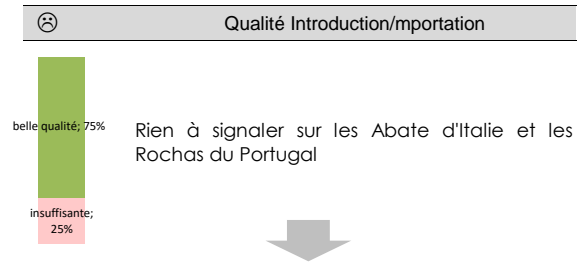 ☹ Qualité Introduction/mportation
belle qualité; 75%
Rien à signaler sur les Abate d'Italie et les
Rochas du Portugal
insuffisante;
25%